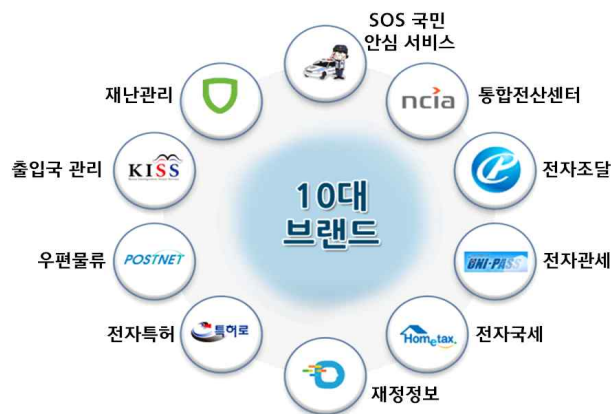 SOS 국민
안심 서비스
재난관리
ncia
통합전산센터
출입국 관리
KISS
전자조달
10대
브랜드
우편물류
POSTNET
UNI-PASS
전자관세
전자특허
특허로
Hometax.
전자국세
재정정보